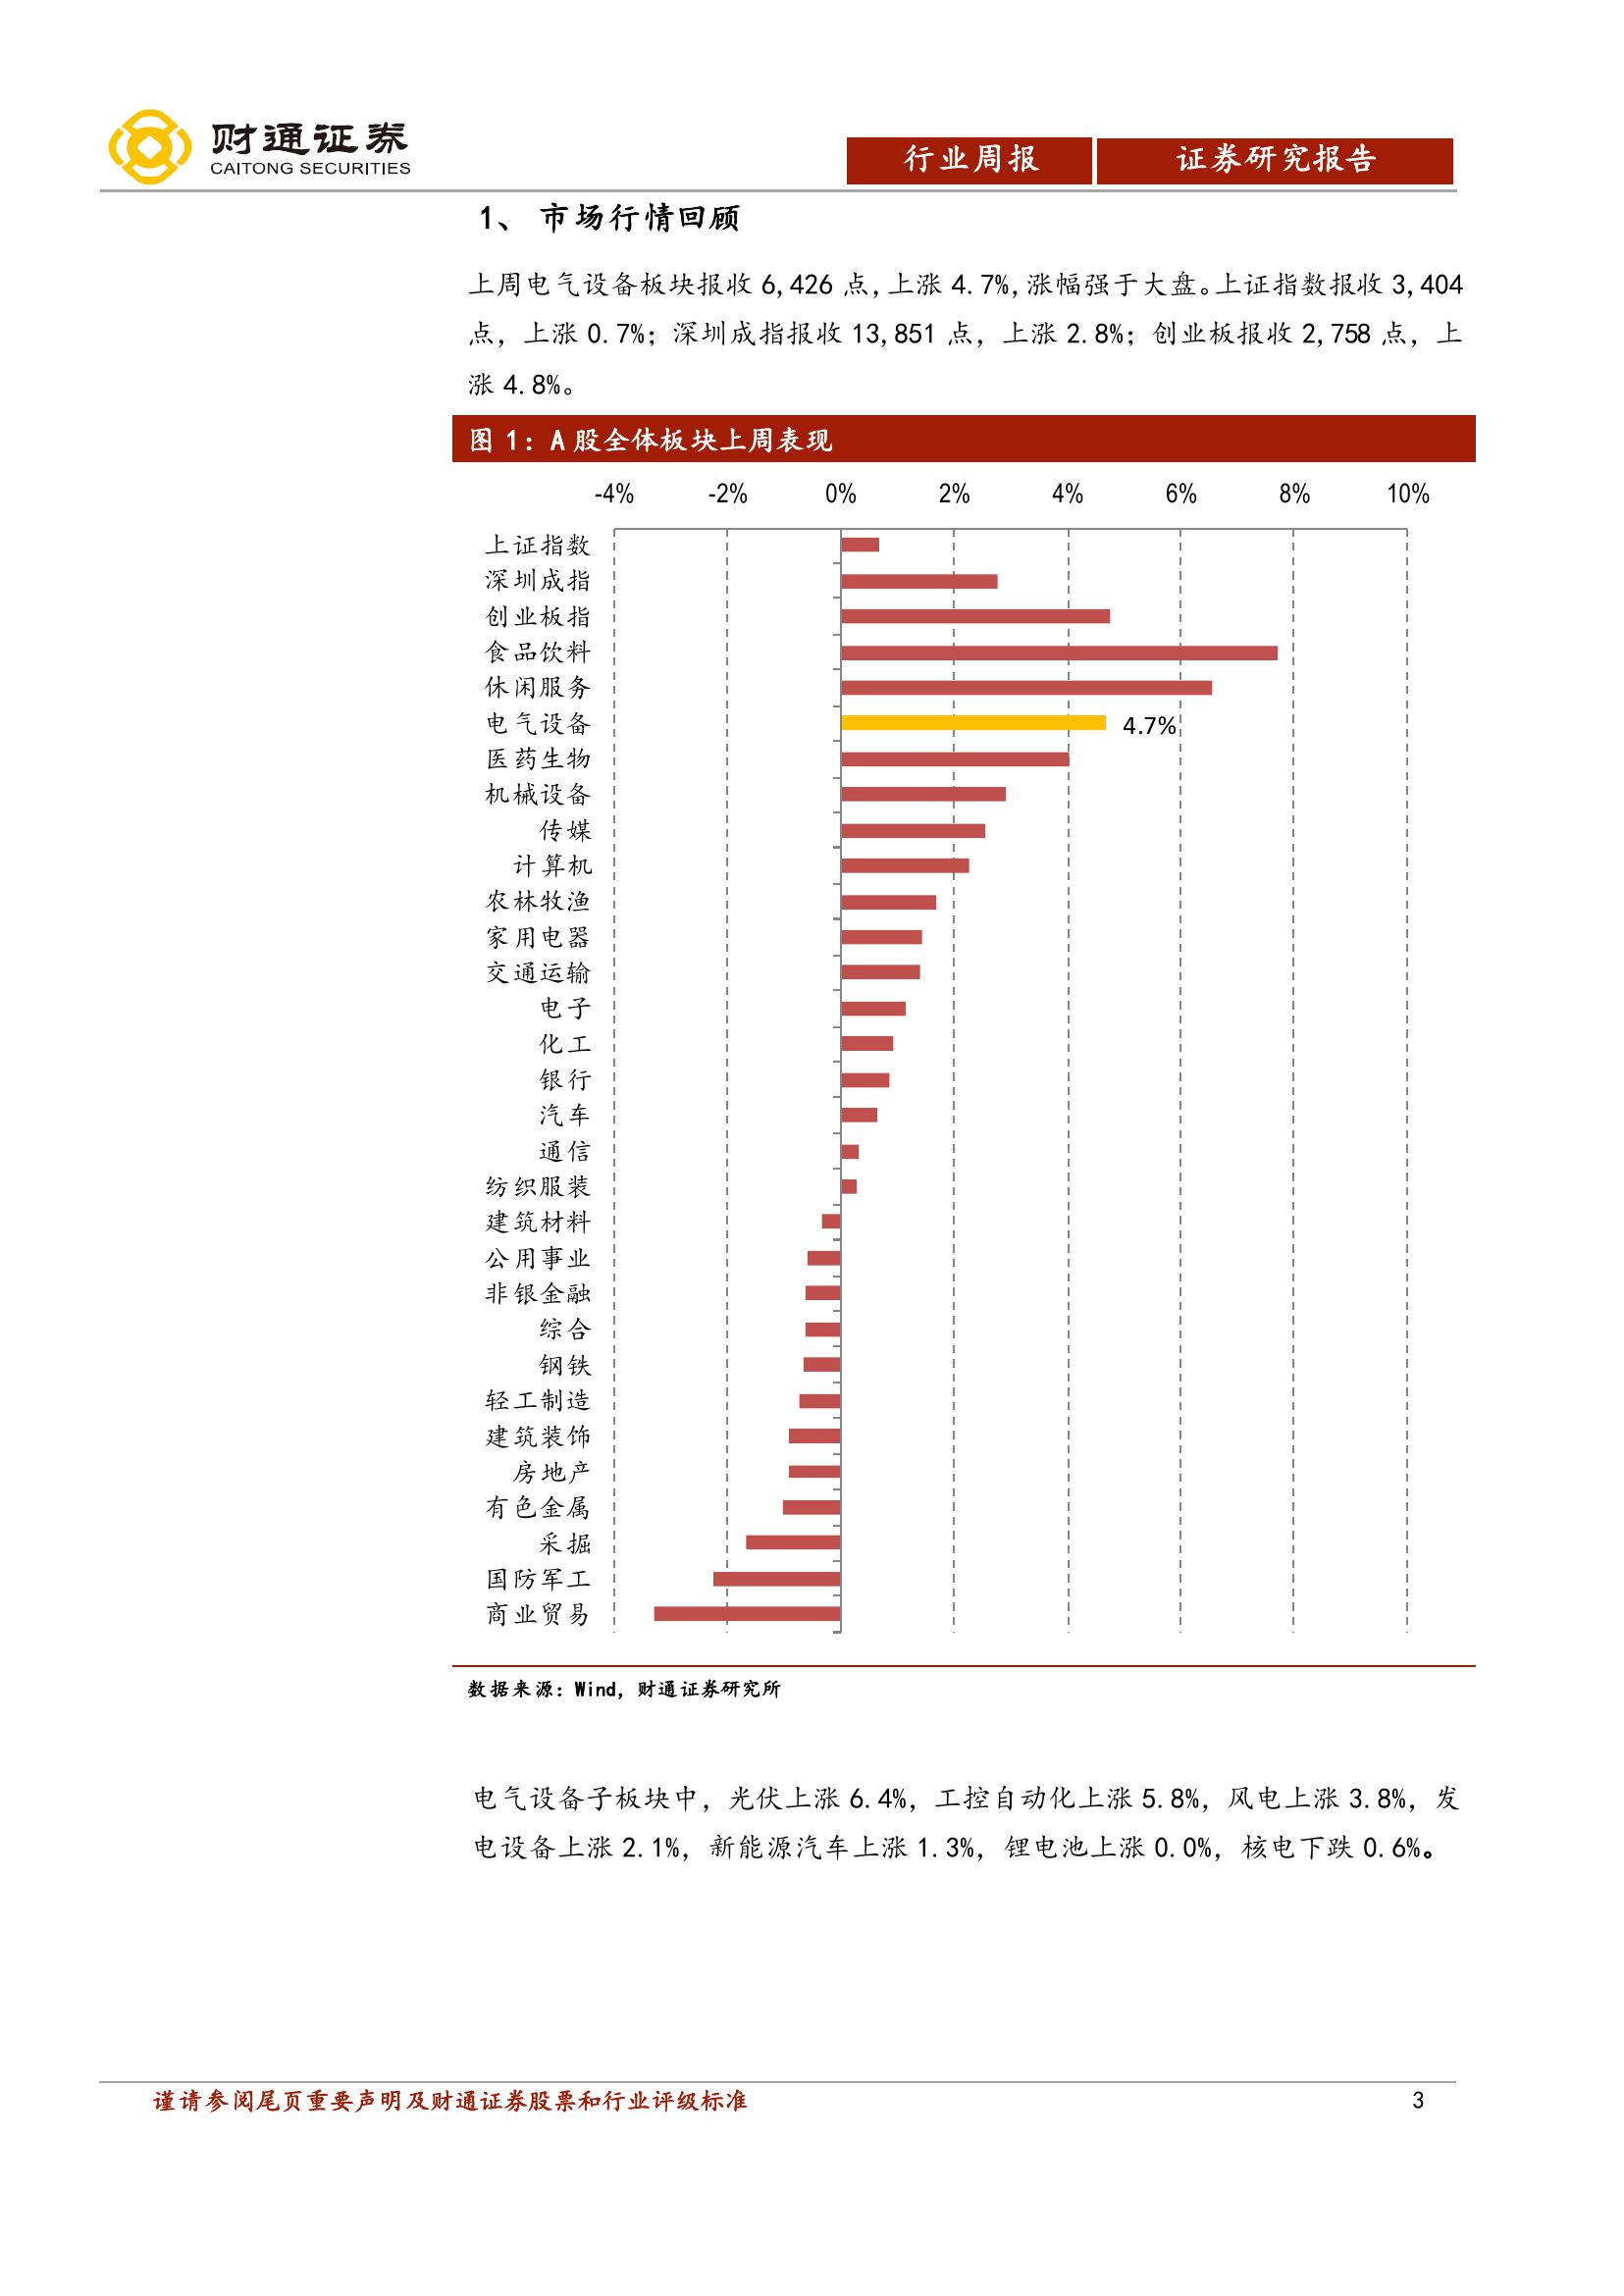 财通证券
CAITONG SECURITIES
行业周报
证券研究报告
1、 市场行情回顾
上周电气设备板块报收 6,426 点,上涨 4.7%,涨幅强于大盘。上证指数报收 3,404
点，上涨 0.7%；深圳成指报收 13,851 点，上涨 2.8%；创业板报收 2,758 点，上
涨 4.8%。
图 1：A 股全体板块上周表现
-4% -2% 0% 2% 4% 6% 8% 10%
上证指数
深圳成指
创业板指
食品饮料
休闲服务
电气设备 4.7%
医药生物
机械设备
传媒
计算机
农林牧渔
家用电器
交通运输
电子
化工
银行
汽车
通信
纺织服装
建筑材料
公用事业
非银金融
综合
钢铁
轻工制造
建筑装饰
房地产
有色金属
采掘
国防军工
商业贸易
数据来源：Wind，财通证券研究所
电气设备子板块中，光伏上涨 6.4%，工控自动化上涨 5.8%，风电上涨 3.8%，发
电设备上涨 2.1%，新能源汽车上涨 1.3%，锂电池上涨 0.0%，核电下跌 0.6%。
谨请参阅尾页重要声明及财通证券股票和行业评级标准
3